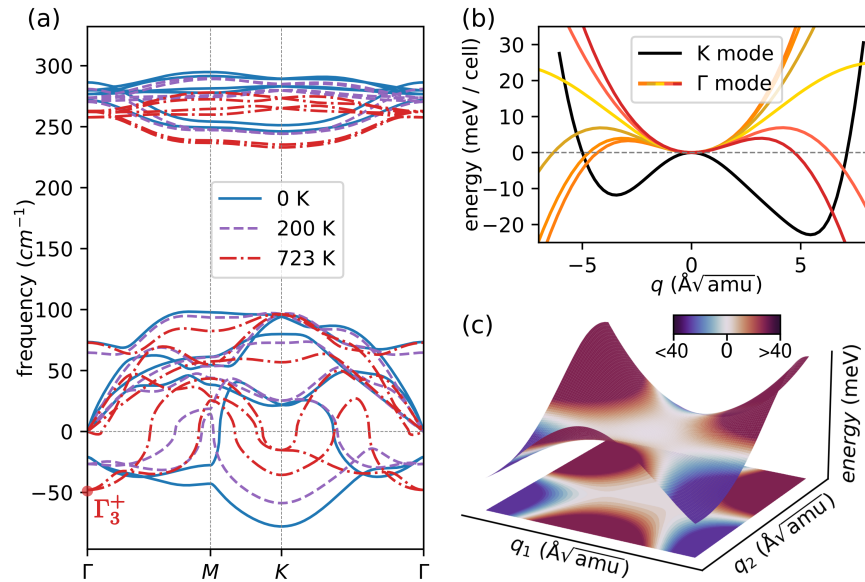 (a)
frequency (cm⁻¹)
300
250
200
150
100
50
0
−50
0 K
200 K
723 K
Γ₃⁺
Γ
M
K
Γ
(b)
energy (meV / cell)
30
20
10
0
−10
−20
K mode
Γ mode
−5
0
5
q (Å√amu)
(c)
<40
0
>40
energy (meV)
q₁ (Å√amu)
q₂ (Å√amu)